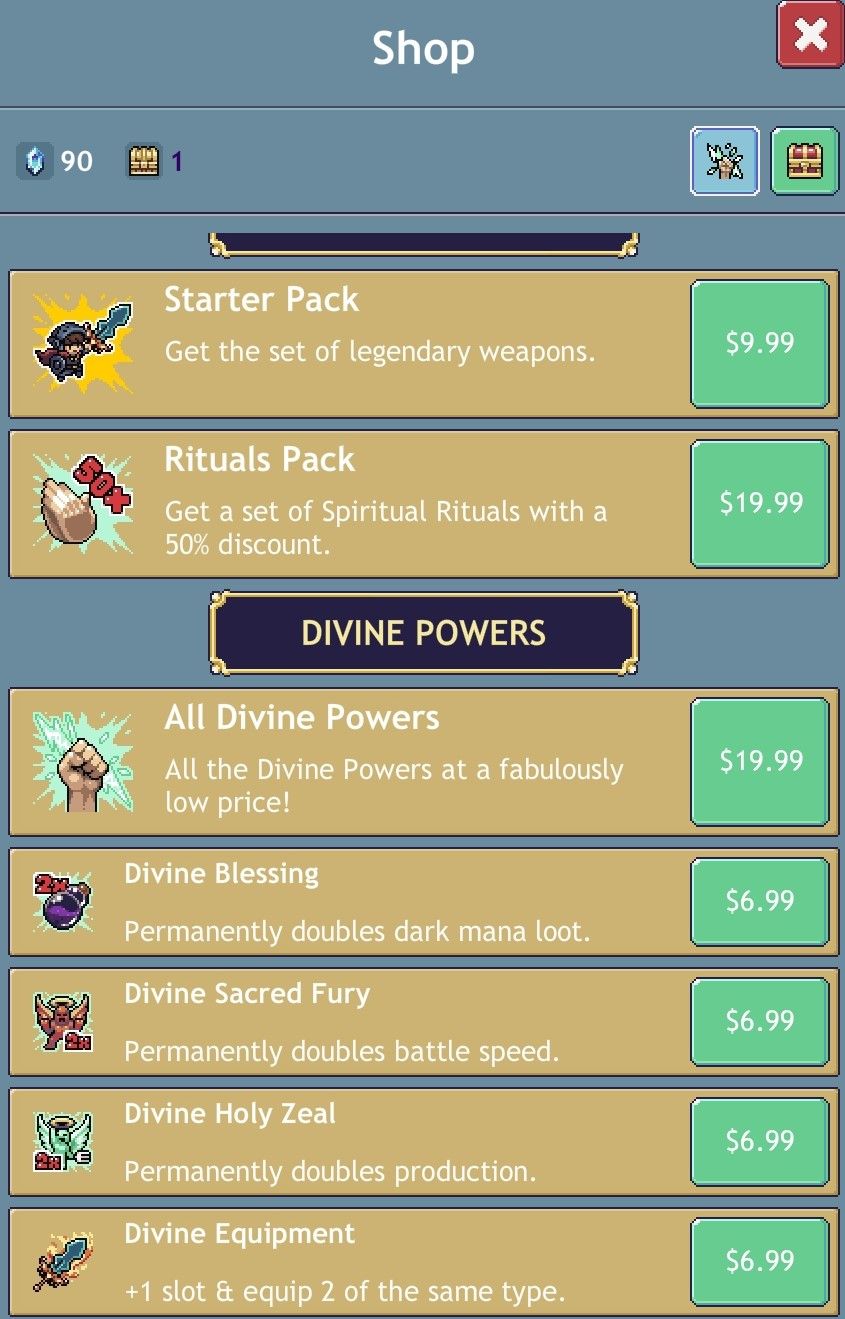 Shop
90 1
Starter Pack
Get the set of legendary weapons.
$9.99
50%
Rituals Pack
Get a set of Spiritual Rituals with a
50% discount.
$19.99
DIVINE POWERS
All Divine Powers
All the Divine Powers at a fabulously
low price!
$19.99
2x
Divine Blessing
Permanently doubles dark mana loot.
$6.99
2x
Divine Sacred Fury
Permanently doubles battle speed.
$6.99
2x
Divine Holy Zeal
Permanently doubles production.
$6.99
Divine Equipment
+1 slot & equip 2 of the same type.
$6.99